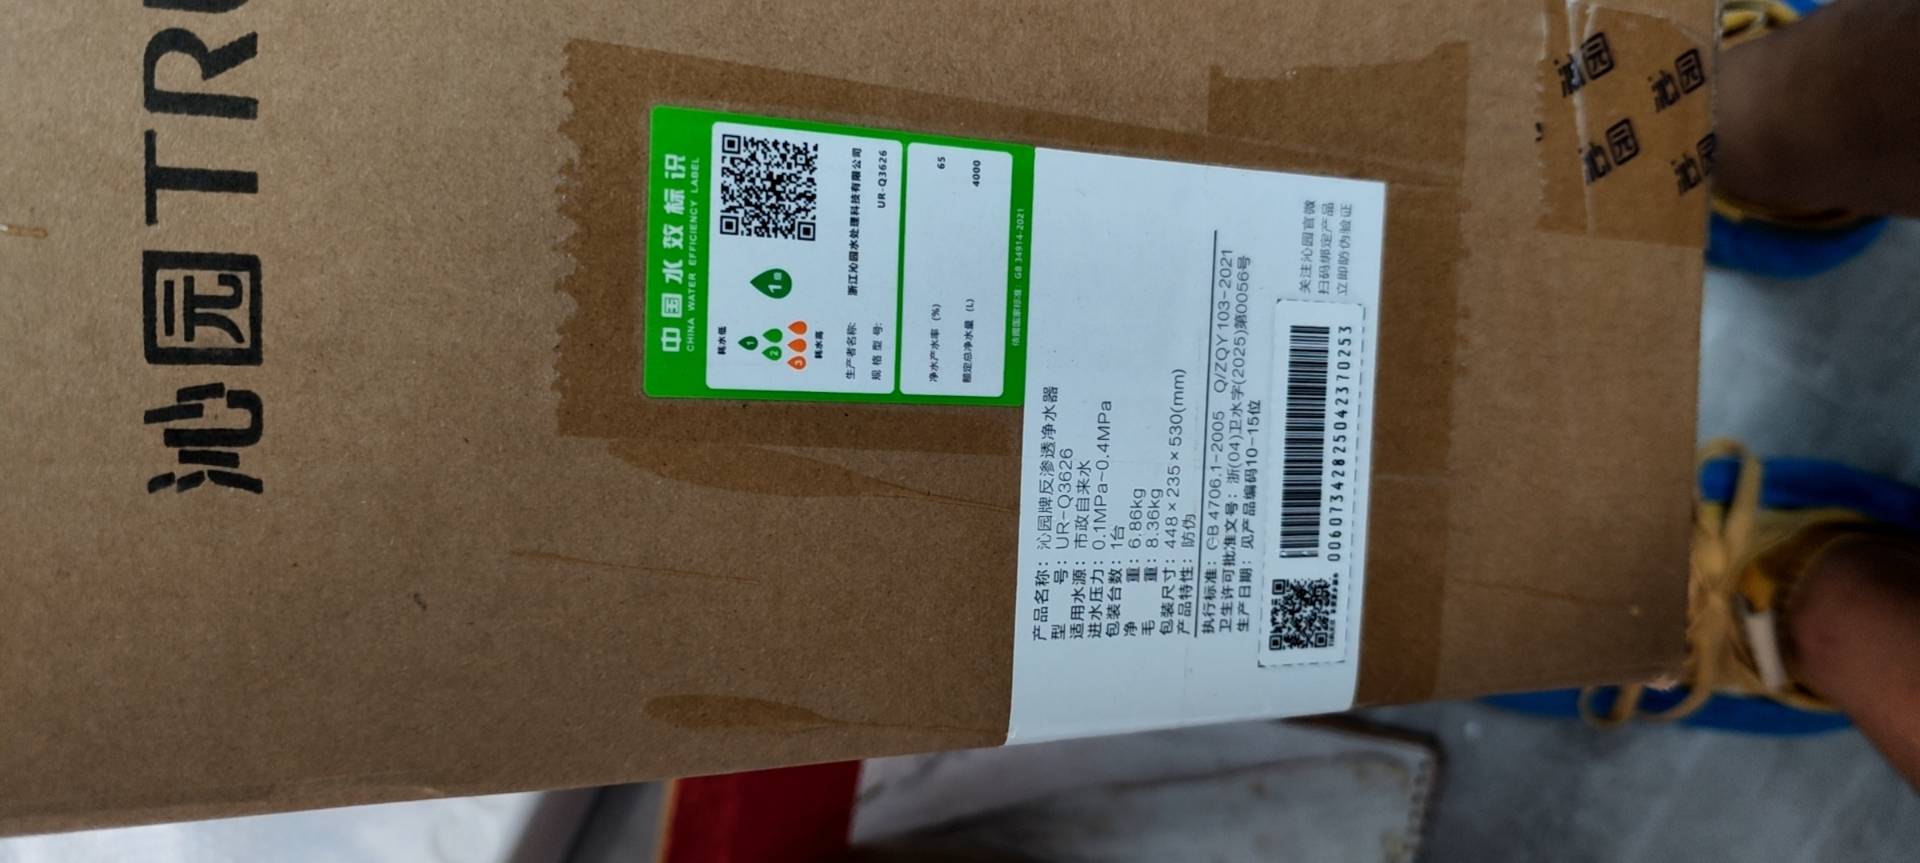 沁园 TR
中国水效标识
CHINA WATER EFFICIENCY LABEL
耗水低
1
2
3
耗水高
1级
生产者名称: 浙江沁园水处理科技有限公司
规格型号: UR-Q3626
净水产水率 (%) 65
额定总净水量 (L) 4000
依据国家标准: GB 34914-2021
产品名称: 沁园牌反渗透净水器
型号: UR-Q3626
适用水源: 市政自来水
进水压力: 0.1MPa~0.4MPa
包装台数: 1台
净重: 6.86kg
毛重: 8.36kg
包装尺寸: 448×235×530(mm)
产品特性: 防伪
执行标准: GB 4706.1-2005 Q/ZQY 103-2021
卫生许可批准文号: 浙(04)卫水字(2025)第0056号
生产日期: 见产品编码10-15位
00607342825042370253
关注沁园官微
扫码绑定产品
立即防伪验证
沁园
沁园
沁园
沁园